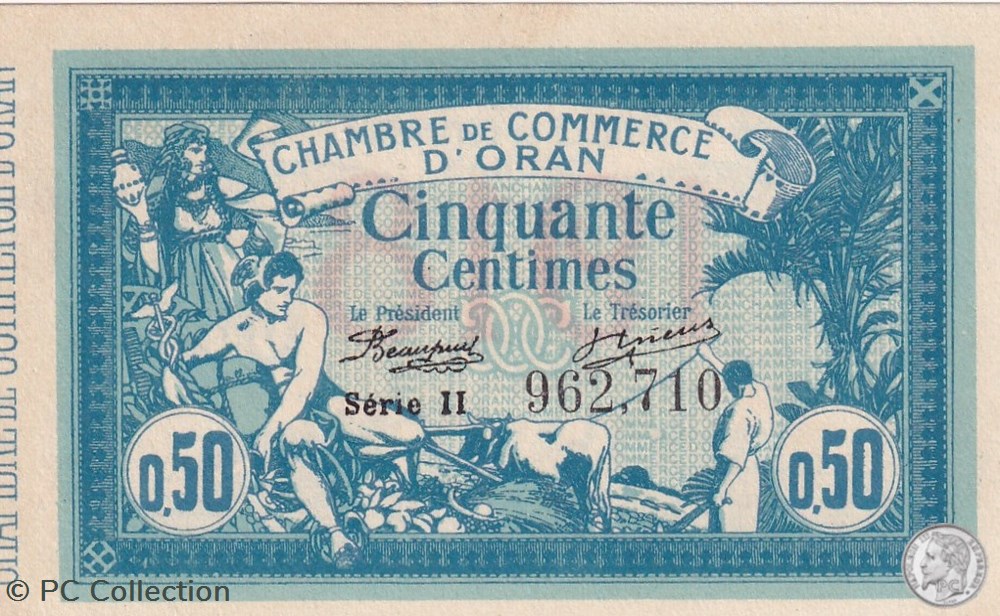 CHAMBRE DE COMMERCE
D'ORAN
Cinquante
Centimes
Le Président Le Trésorier
Série II 962,710
0,50 0,50
© PC Collection